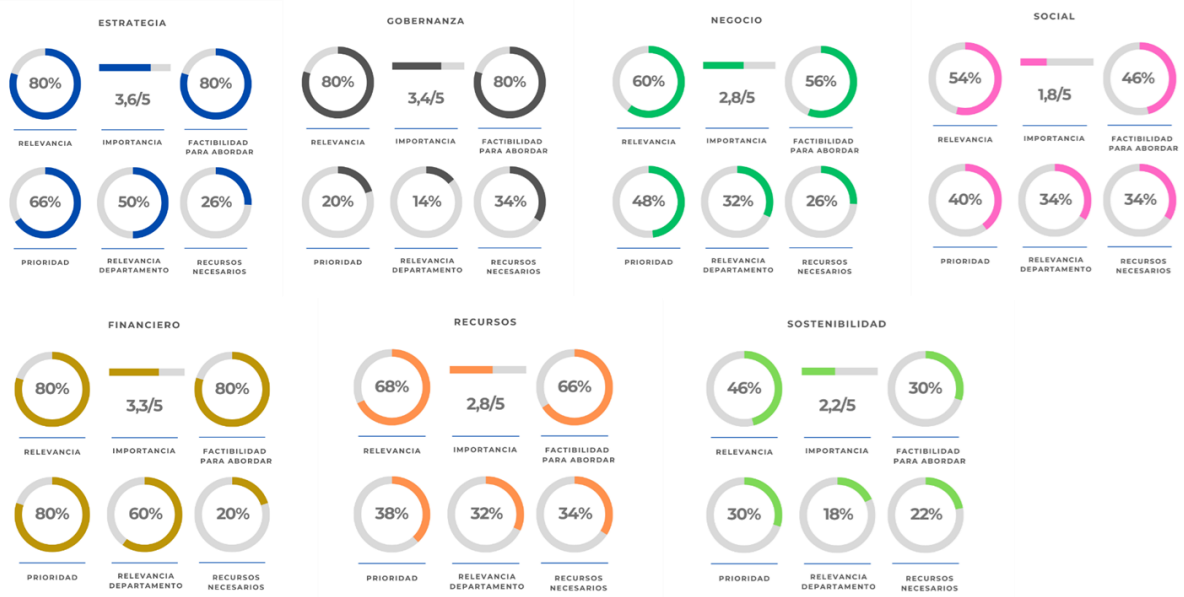 ESTRATEGIA
80%
3,6/5
80%
RELEVANCIA
IMPORTANCIA
FACTIBILIDAD
PARA ABORDAR
66%
50%
26%
PRIORIDAD
RELEVANCIA
DEPARTAMENTO
RECURSOS
NECESARIOS
GOBERNANZA
80%
3,4/5
80%
RELEVANCIA
IMPORTANCIA
FACTIBILIDAD
PARA ABORDAR
20%
14%
34%
PRIORIDAD
RELEVANCIA
DEPARTAMENTO
RECURSOS
NECESARIOS
NEGOCIO
60%
2,8/5
56%
RELEVANCIA
IMPORTANCIA
FACTIBILIDAD
PARA ABORDAR
48%
32%
26%
PRIORIDAD
RELEVANCIA
DEPARTAMENTO
RECURSOS
NECESARIOS
SOCIAL
54%
1,8/5
46%
RELEVANCIA
IMPORTANCIA
FACTIBILIDAD
PARA ABORDAR
40%
34%
34%
PRIORIDAD
RELEVANCIA
DEPARTAMENTO
RECURSOS
NECESARIOS
FINANCIERO
80%
3,3/5
80%
RELEVANCIA
IMPORTANCIA
FACTIBILIDAD
PARA ABORDAR
80%
60%
20%
PRIORIDAD
RELEVANCIA
DEPARTAMENTO
RECURSOS
NECESARIOS
RECURSOS
68%
2,8/5
66%
RELEVANCIA
IMPORTANCIA
FACTIBILIDAD
PARA ABORDAR
38%
32%
34%
PRIORIDAD
RELEVANCIA
DEPARTAMENTO
RECURSOS
NECESARIOS
SOSTENIBILIDAD
46%
2,2/5
30%
RELEVANCIA
IMPORTANCIA
FACTIBILIDAD
PARA ABORDAR
30%
18%
22%
PRIORIDAD
RELEVANCIA
DEPARTAMENTO
RECURSOS
NECESARIOS